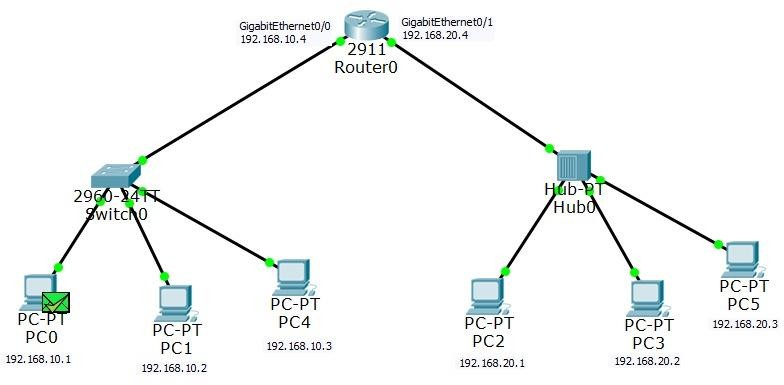 GigabitEthernet0/0
192.168.10.4
GigabitEthernet0/1
192.168.20.4
2911
Router0
2960-24TT
Switch0
Hub-PT
Hub0
PC-PT
PC0
192.168.10.1
PC-PT
PC1
192.168.10.2
PC-PT
PC4
192.168.10.3
PC-PT
PC2
192.168.20.1
PC-PT
PC3
192.168.20.2
PC-PT
PC5
192.168.20.3